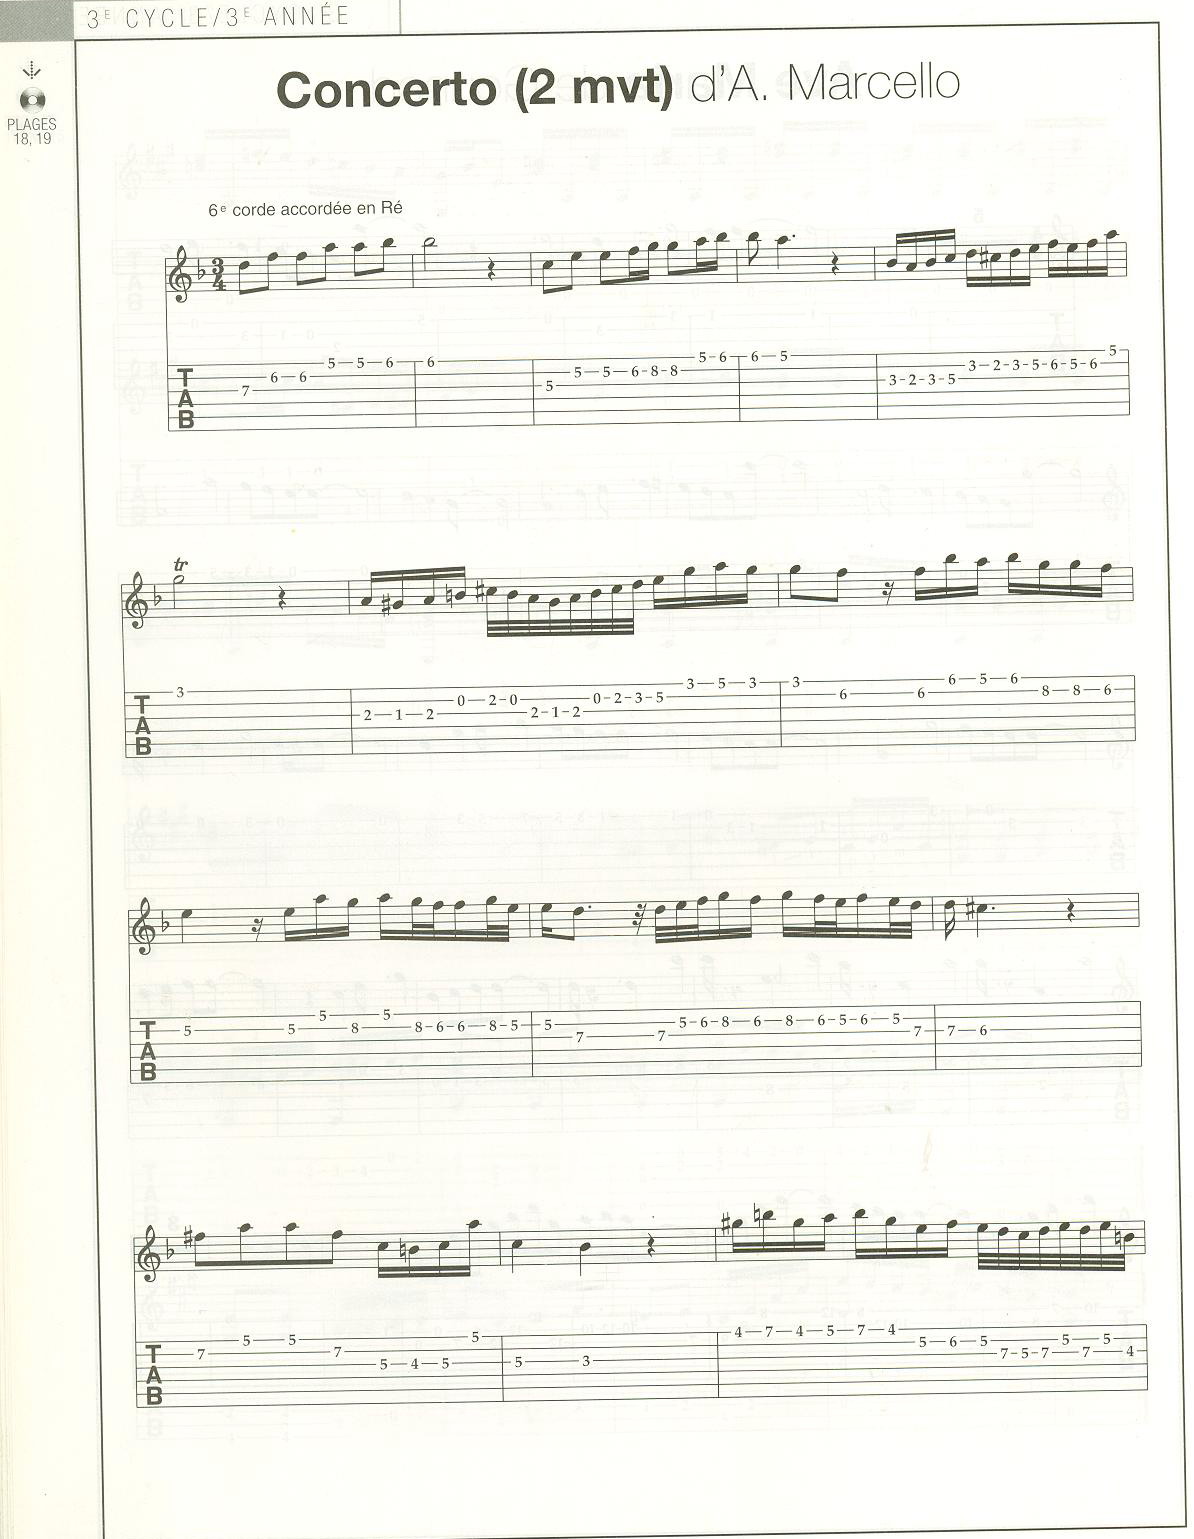 3E CYCLE/3E ANNÉE
PLAGES
18, 19
Concerto (2 mvt) d'A. Marcello
6e corde accordée en Ré
3
4
7 6 6 5 5 6 6 5 5 5 6 8 8 5 6 6 5 3 2 3 5 3 2 3 5 6 5 6 5
T
A
B
tr
3 2 1 2 0 2 0 2 1 2 0 2 3 5 3 5 3 3 6 6 6 5 6 8 8 6
T
A
B
5 5 5 8 5 8 6 6 8 5 5 7 7 5 6 8 6 8 6 5 6 5 7 7 6
T
A
B
7 5 5 7 5 4 5 5 5 3 4 7 4 5 7 4 5 6 5 7 5 7 5 7 5 4
T
A
B